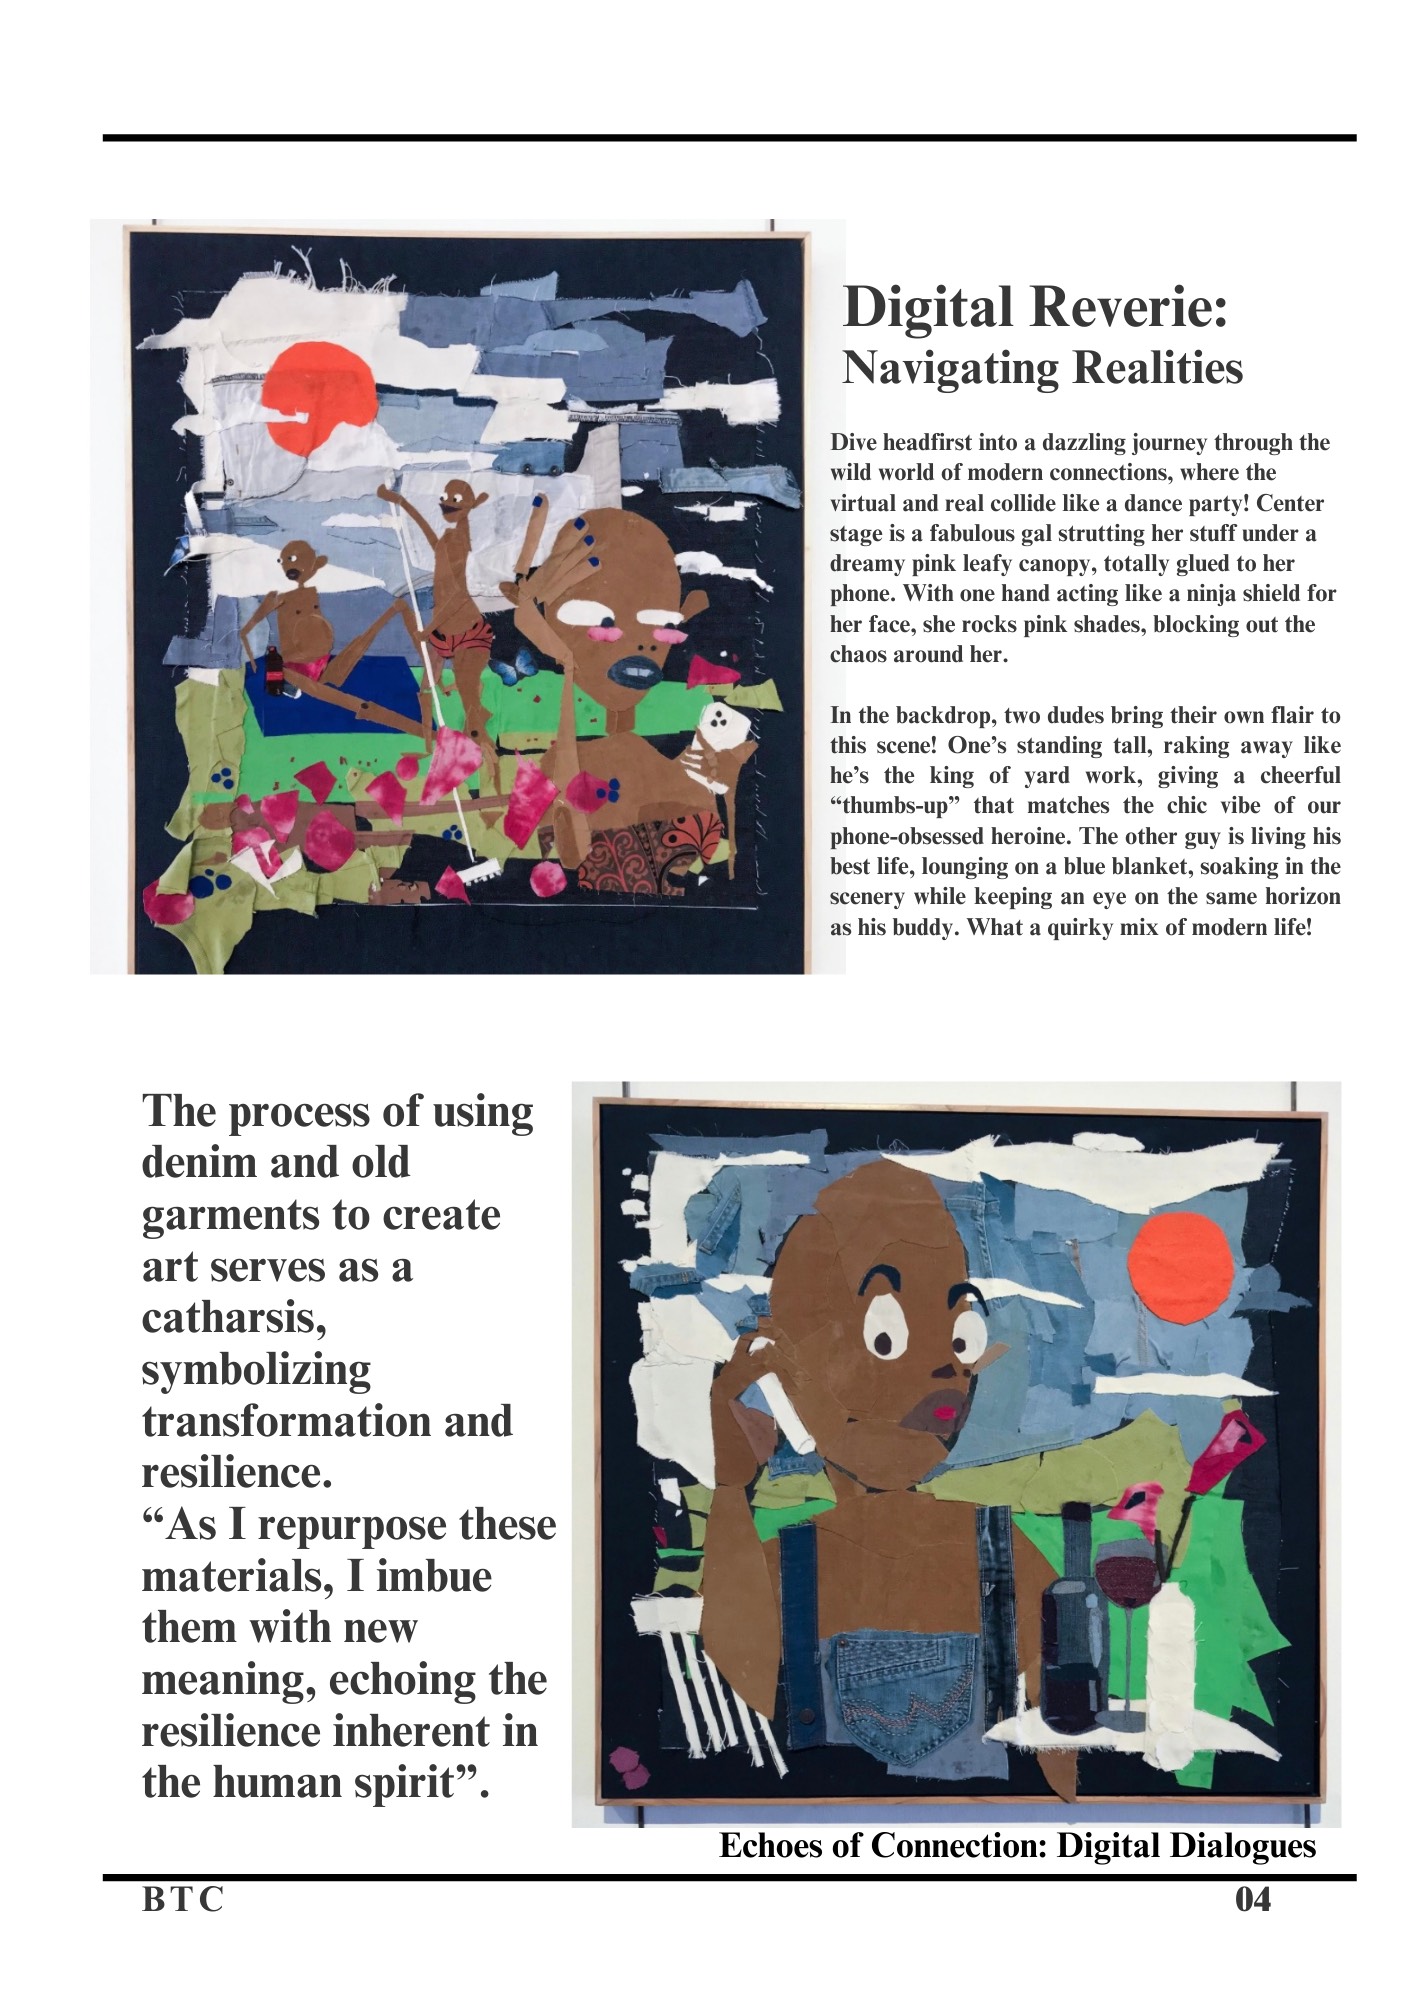 Digital Reverie:
Navigating Realities
Dive headfirst into a dazzling journey through the
wild world of modern connections, where the
virtual and real collide like a dance party! Center
stage is a fabulous gal strutting her stuff under a
dreamy pink leafy canopy, totally glued to her
phone. With one hand acting like a ninja shield for
her face, she rocks pink shades, blocking out the
chaos around her.
In the backdrop, two dudes bring their own flair to
this scene! One’s standing tall, raking away like
he’s the king of yard work, giving a cheerful
“thumbs-up” that matches the chic vibe of our
phone-obsessed heroine. The other guy is living his
best life, lounging on a blue blanket, soaking in the
scenery while keeping an eye on the same horizon
as his buddy. What a quirky mix of modern life!
The process of using
denim and old
garments to create
art serves as a
catharsis,
symbolizing
transformation and
resilience.
“As I repurpose these
materials, I imbue
them with new
meaning, echoing the
resilience inherent in
the human spirit”.
Echoes of Connection: Digital Dialogues
BTC
04